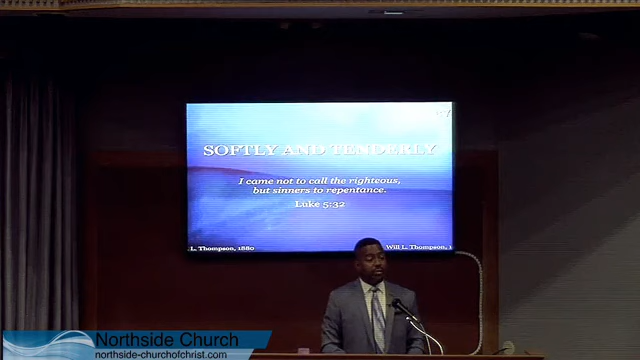 SOFTLY AND TENDERLY
I came not to call the righteous,
but sinners to repentance.
Luke 5:32
L. Thompson, 1880
Will L. Thompson, 1
Northside Church
northside-churchofchrist.com